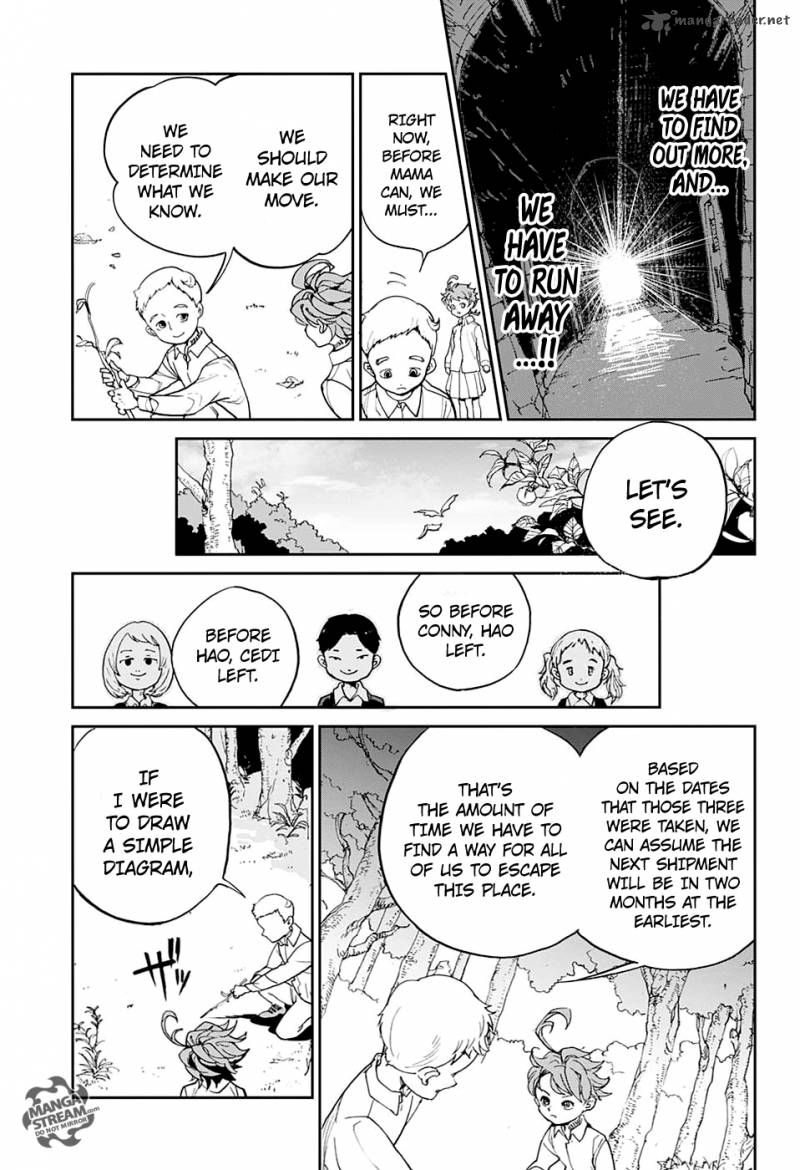 WE HAVE
TO FIND
OUT MORE,
AND...
WE
HAVE
TO RUN
AWAY
...!!
RIGHT
NOW,
BEFORE
MAMA
CAN, WE
MUST...
WE
SHOULD
MAKE OUR
MOVE.
WE
NEED TO
DETERMINE
WHAT WE
KNOW.
LET'S
SEE.
SO BEFORE
CONNY, HAO
LEFT.
BEFORE
HAO, CEDI
LEFT.
BASED
ON THE DATES
THAT THOSE THREE
WERE TAKEN, WE
CAN ASSUME THE
NEXT SHIPMENT
WILL BE IN TWO
MONTHS AT THE
EARLIEST.
THAT'S
THE AMOUNT OF
TIME WE HAVE TO
FIND A WAY FOR ALL
OF US TO ESCAPE
THIS PLACE.
IF
I WERE
TO DRAW
A SIMPLE
DIAGRAM,
MANGA
STREAM.com
DO NOT MIRROR